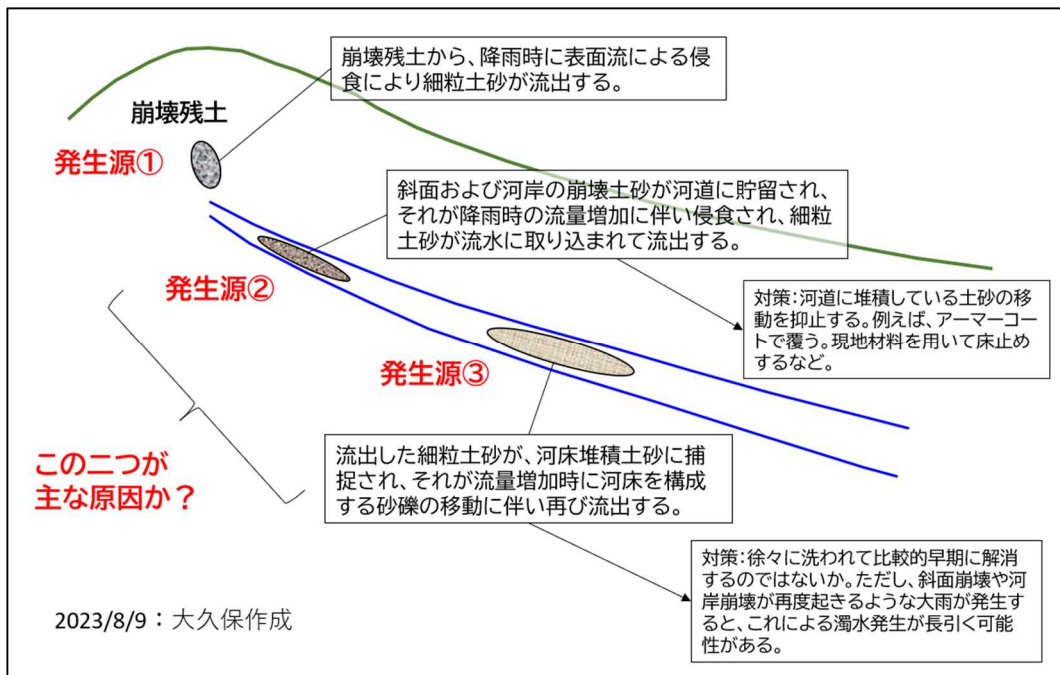 崩壊残土から、降雨時に表面流による侵
食により細粒土砂が流出する。
崩壊残土
発生源①
斜面および河岸の崩壊土砂が河道に貯留され、
それが降雨時の流量増加に伴い侵食され、細粒
土砂が流水に取り込まれて流出する。
発生源②
対策：河道に堆積している土砂の移
動を抑止する。例えば、アーマーコー
トで覆う。現地材料を用いて床止め
するなど。
発生源③
この二つが
主な原因か？
流出した細粒土砂が、河床堆積土砂に捕
捉され、それが流量増加時に河床を構成
する砂礫の移動に伴い再び流出する。
対策：徐々に洗われて比較的早期に解消
するのではないか。ただし、斜面崩壊や河
岸崩壊が再度起きるような大雨が発生す
ると、これによる濁水発生が長引く可能
性がある。
2023/8/9：大久保作成